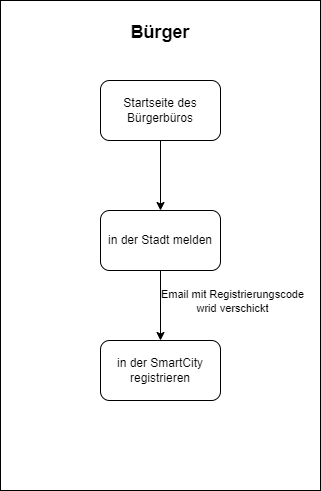 Bürger
Startseite des
Bürgerbüros
in der Stadt melden
Email mit Registrierungscode
wrid verschickt
in der SmartCity
registrieren